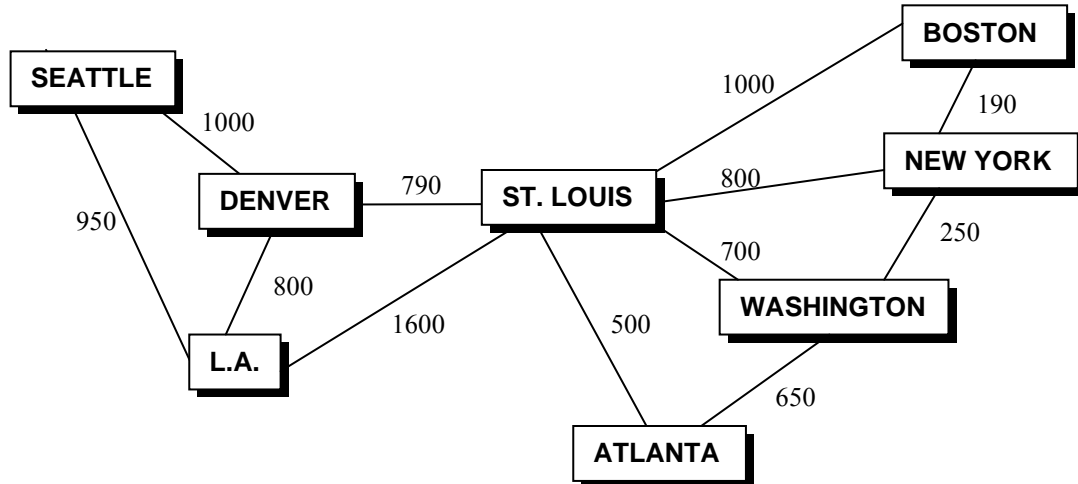 BOSTON
SEATTLE
1000
190
1000
NEW YORK
DENVER
790
ST. LOUIS
800
950
700
250
800
WASHINGTON
1600
500
L.A.
650
ATLANTA